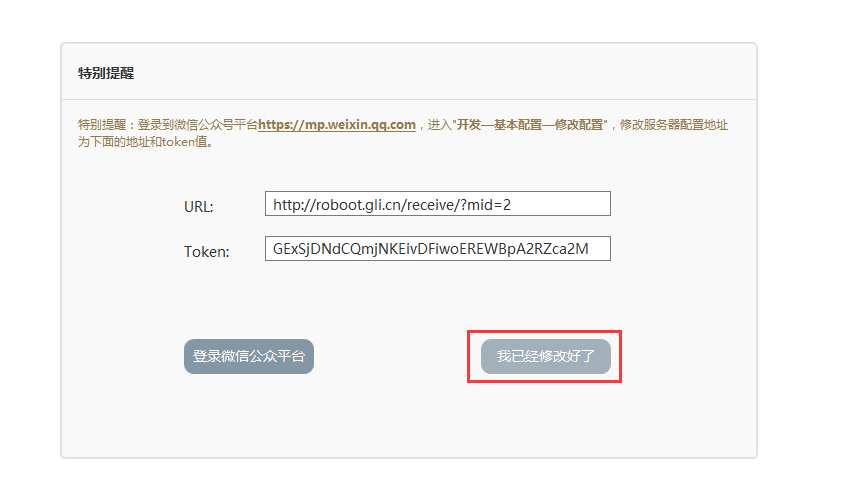 特别提醒
特别提醒：登录到微信公众号平台https://mp.weixin.qq.com，进入"开发—基本配置—修改配置"，修改服务器配置地址
为下面的地址和token值。
URL: http://roboot.gli.cn/receive/?mid=2
Token: GExSjDNdCQmjNKEivDFiwoEREWBpA2RZca2M
登录微信公众平台 我已经修改好了